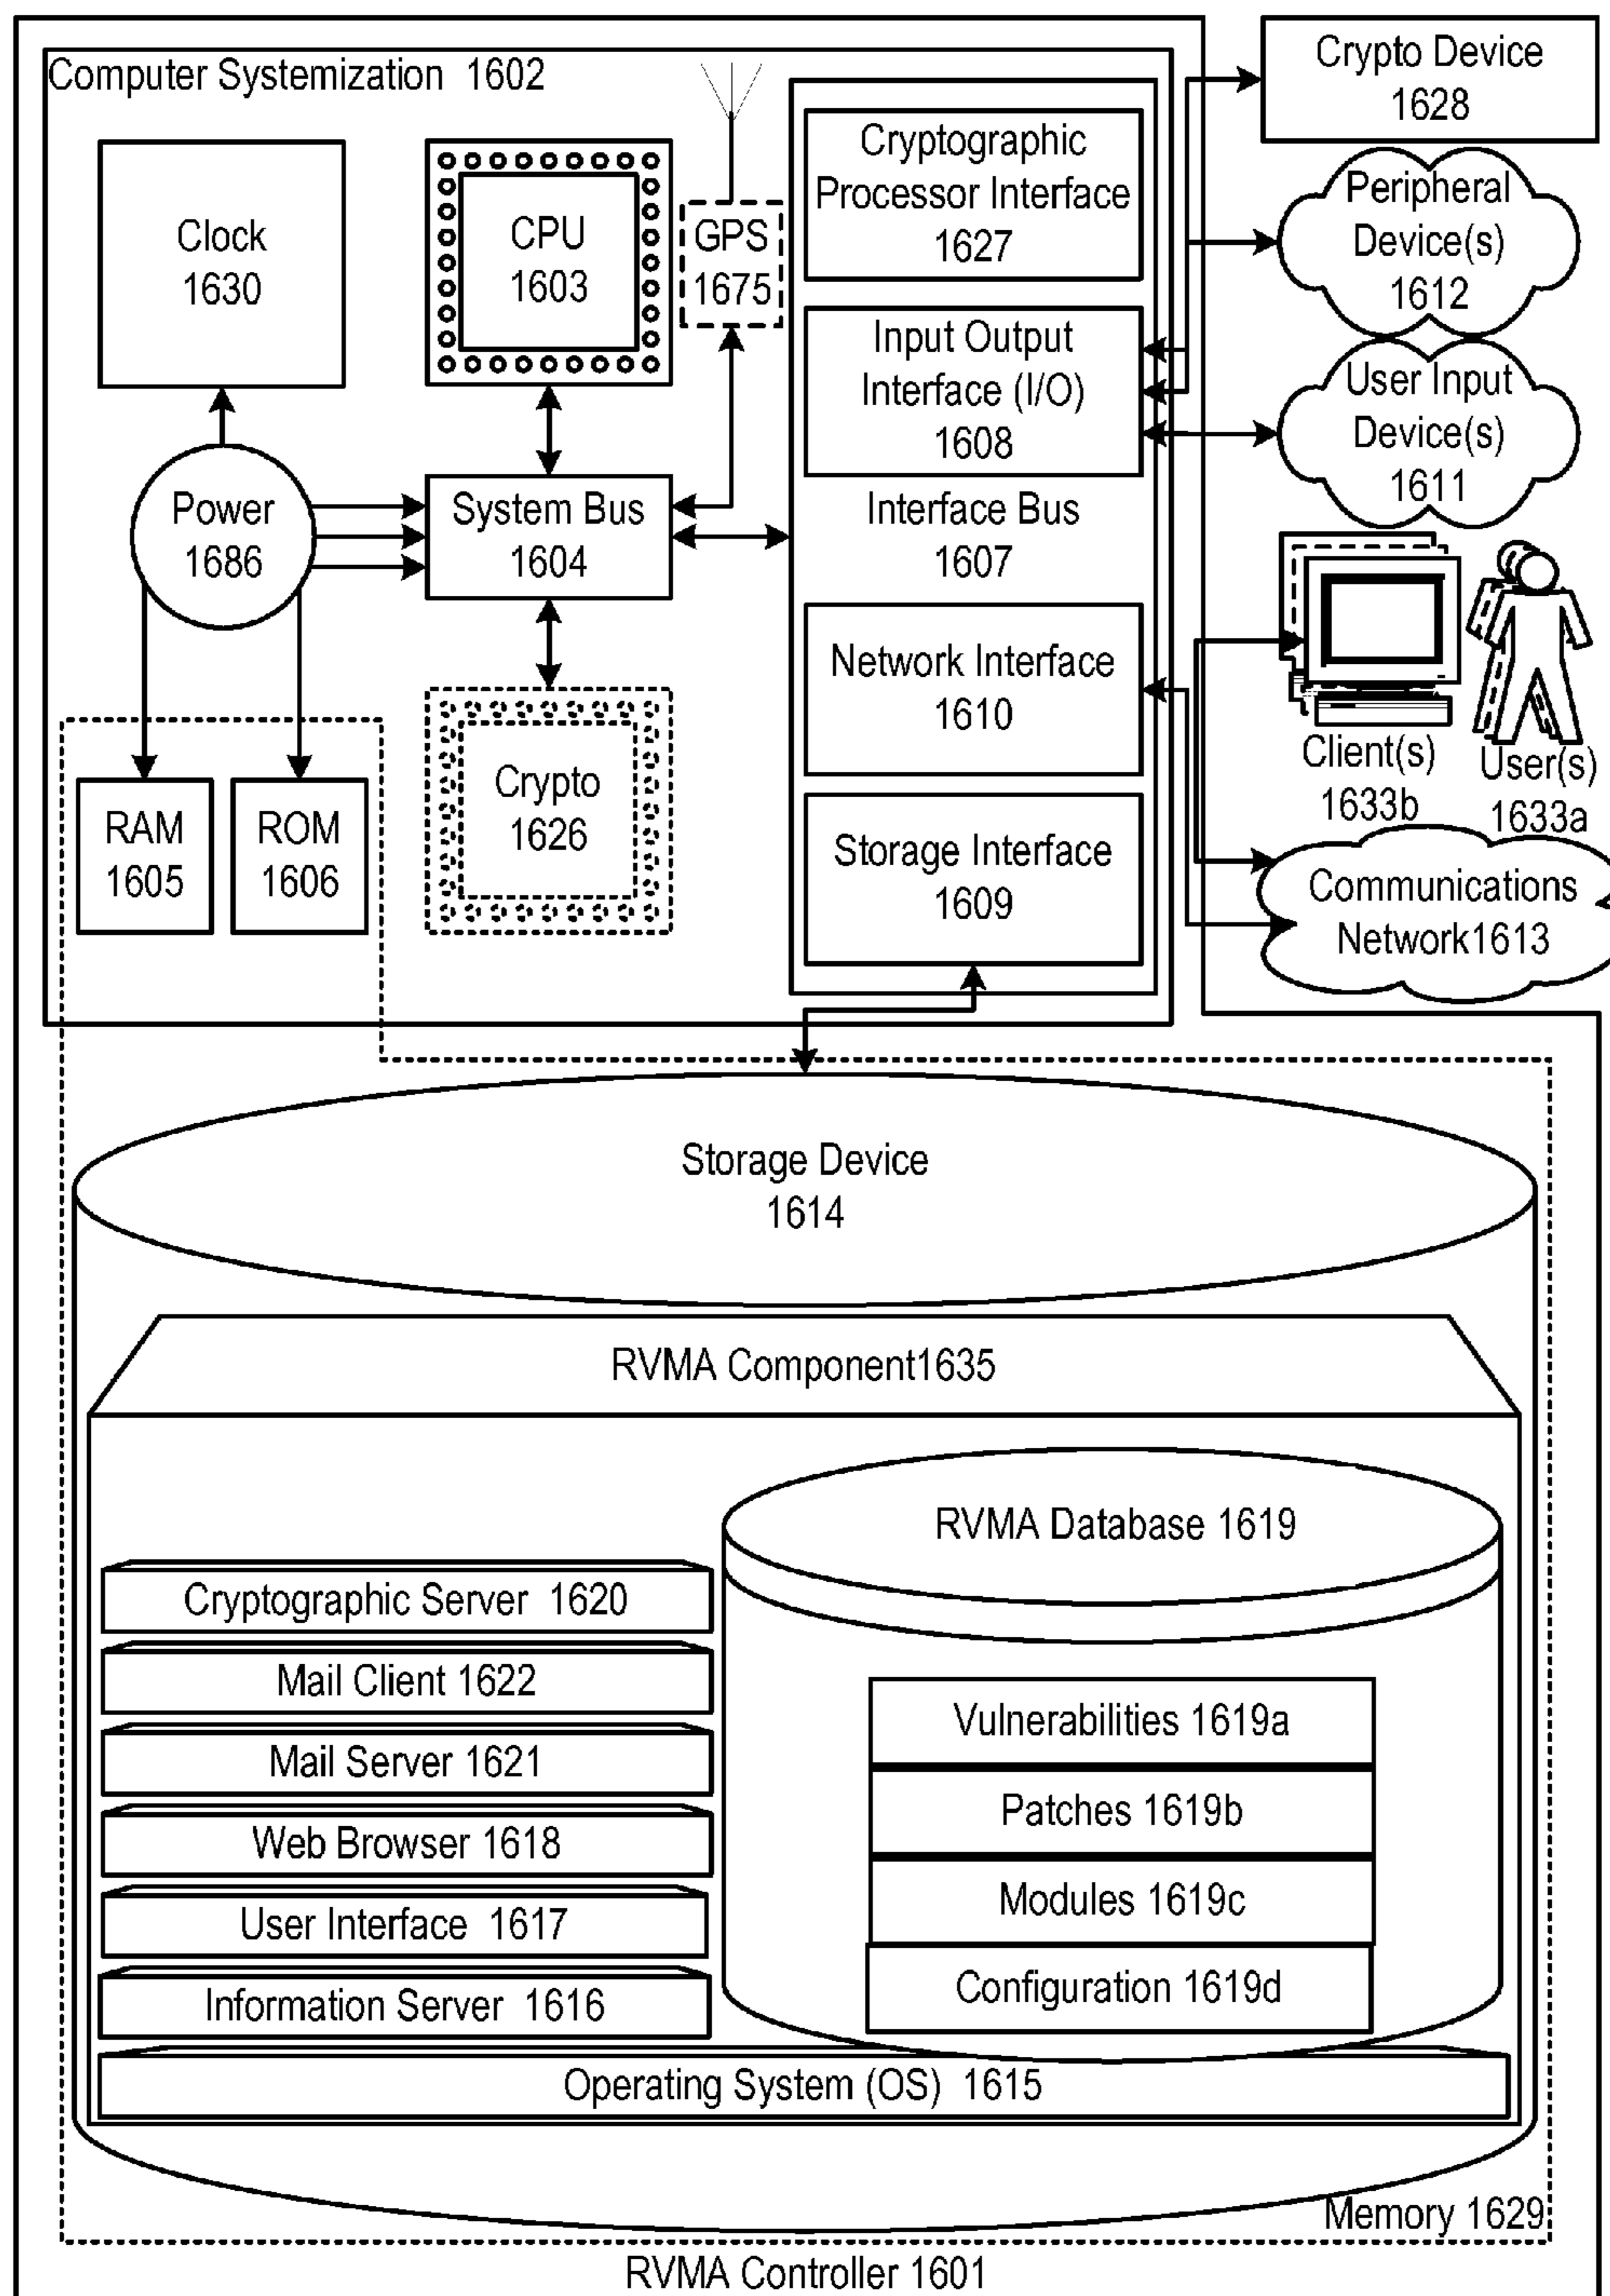 Computer Systemization 1602
Clock
1630
CPU
1603
GPS
1675
Cryptographic
Processor Interface
1627
Input Output
Interface (I/O)
1608
Interface Bus
1607
Network Interface
1610
Storage Interface
1609
Power
1686
System Bus
1604
RAM
1605
ROM
1606
Crypto
1626
Crypto Device
1628
Peripheral
Device(s)
1612
User Input
Device(s)
1611
Client(s)
1633b
User(s)
1633a
Communications
Network1613
Storage Device
1614
RVMA Component1635
RVMA Database 1619
Cryptographic Server 1620
Mail Client 1622
Mail Server 1621
Web Browser 1618
User Interface 1617
Information Server 1616
Vulnerabilities 1619a
Patches 1619b
Modules 1619c
Configuration 1619d
Operating System (OS) 1615
Memory 1629
RVMA Controller 1601